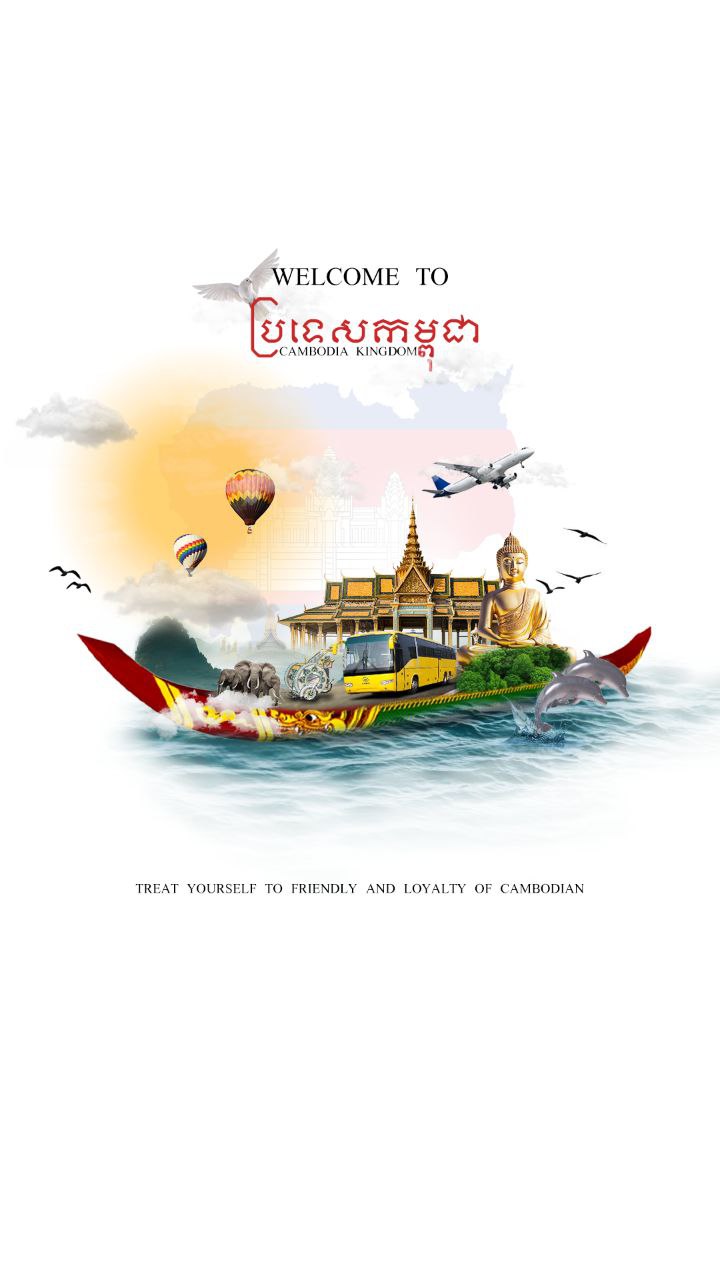 WELCOME TO
ប្រទេសកម្ពុជា
CAMBODIA KINGDOM
TREAT YOURSELF TO FRIENDLY AND LOYALTY OF CAMBODIAN